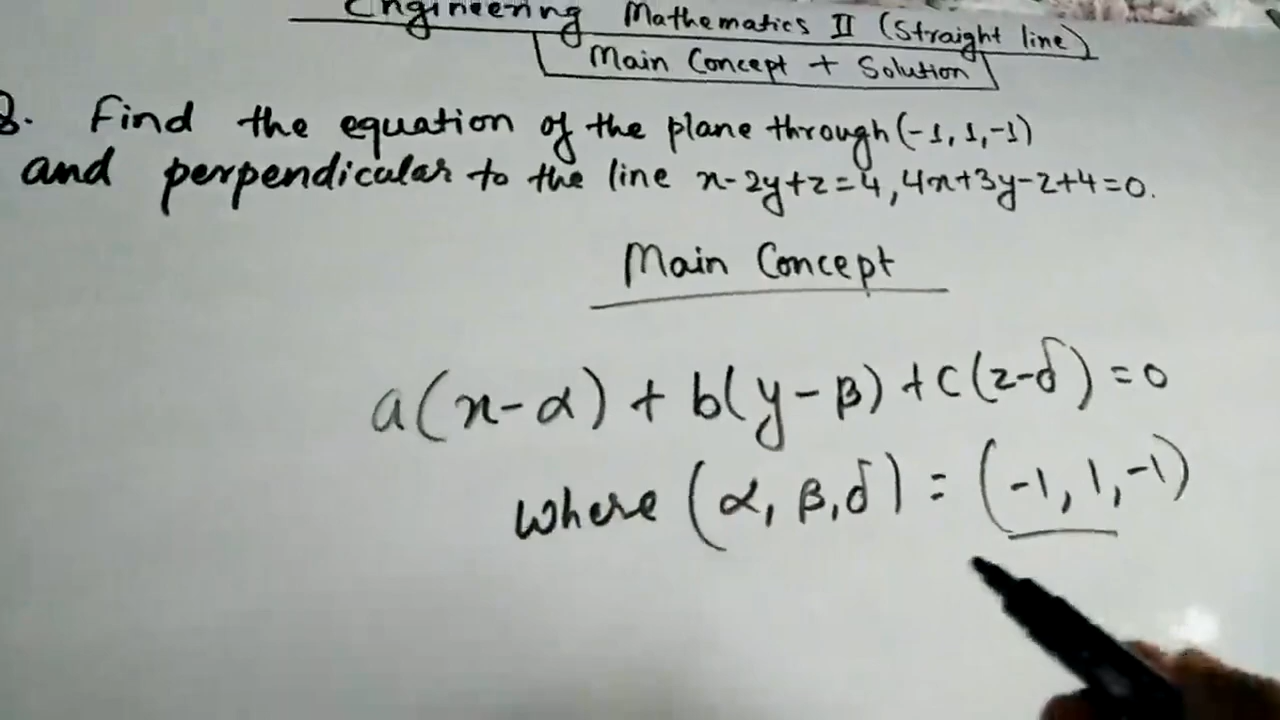 Engineering Mathematics II (Straight line)
Main Concept + Solution
Q. Find the equation of the plane through (-1, 1, -1)
and perpendicular to the line x-2y+z=4, 4x+3y-z+4=0.
Main Concept
a(x-α) + b(y-β) + c(z-δ) = 0
where (α, β, δ) = (-1, 1, -1)